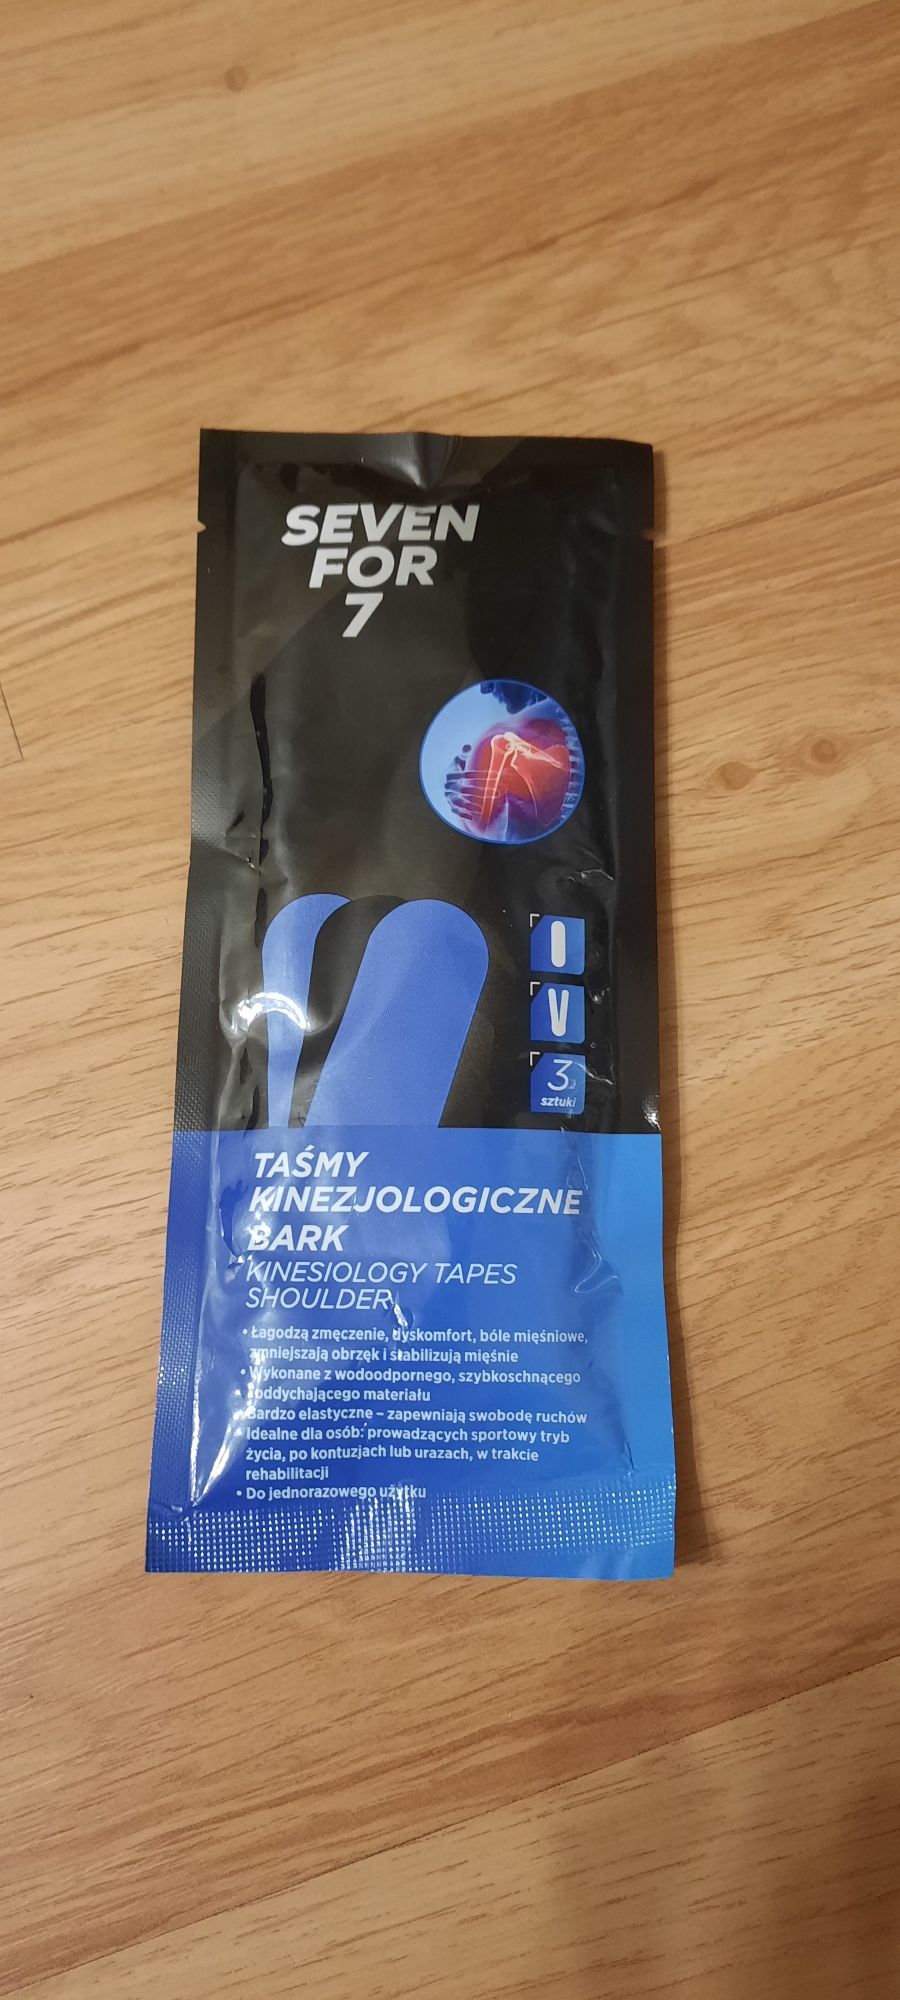 SEVEN
FOR
7
3
sztuki
TAŚMY
KINEZJOLOGICZNE
BARK
KINESIOLOGY TAPES
SHOULDER
• Łagodzą zmęczenie, dyskomfort, bóle mięśniowe,
zmniejszają obrzęk i stabilizują mięśnie
• Wykonane z wodoodpornego, szybkoschnącego
i oddychającego materiału
• Bardzo elastyczne – zapewniają swobodę ruchów
• Idealne dla osób: prowadzących sportowy tryb
życia, po kontuzjach lub urazach, w trakcie
rehabilitacji
• Do jednorazowego użytku